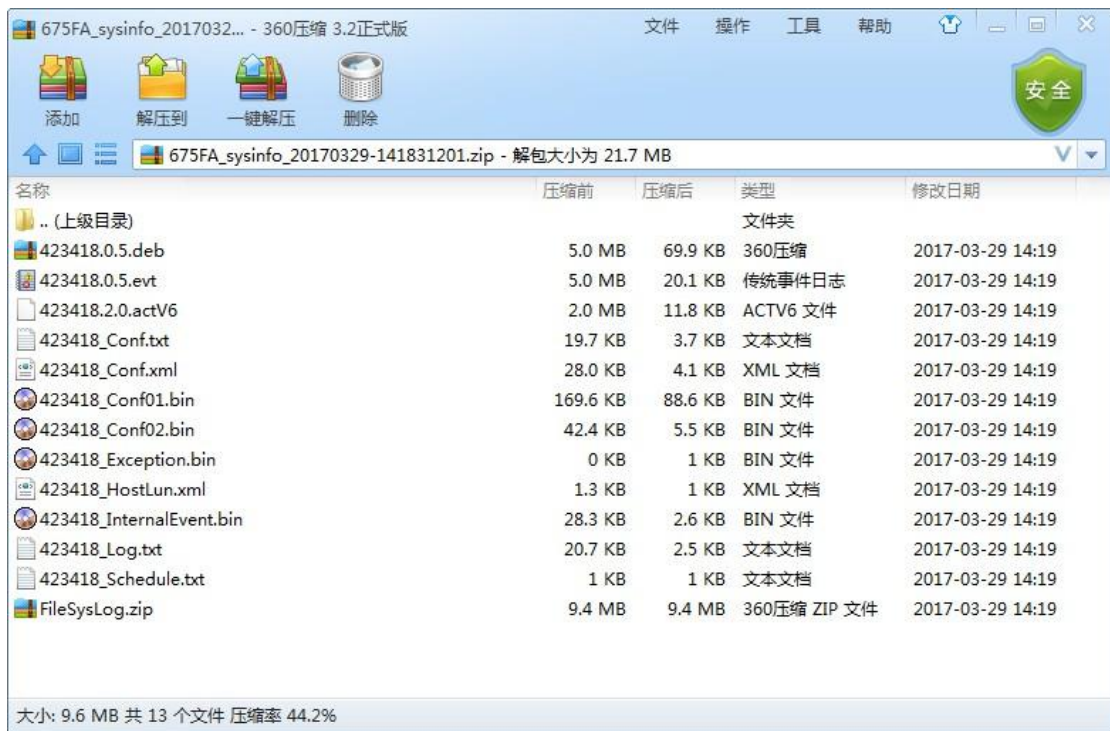 675FA_sysinfo_2017032... - 360压缩 3.2正式版 文件 操作 工具 帮助
添加 解压到 一键解压 删除 安全
675FA_sysinfo_20170329-141831201.zip - 解包大小为 21.7 MB
名称 压缩前 压缩后 类型 修改日期
.. (上级目录) 文件夹
423418.0.5.deb 5.0 MB 69.9 KB 360压缩 2017-03-29 14:19
423418.0.5.evt 5.0 MB 20.1 KB 传统事件日志 2017-03-29 14:19
423418.2.0.actV6 2.0 MB 11.8 KB ACTV6 文件 2017-03-29 14:19
423418_Conf.txt 19.7 KB 3.7 KB 文本文档 2017-03-29 14:19
423418_Conf.xml 28.0 KB 4.1 KB XML 文档 2017-03-29 14:19
423418_Conf01.bin 169.6 KB 88.6 KB BIN 文件 2017-03-29 14:19
423418_Conf02.bin 42.4 KB 5.5 KB BIN 文件 2017-03-29 14:19
423418_Exception.bin 0 KB 1 KB BIN 文件 2017-03-29 14:19
423418_HostLun.xml 1.3 KB 1 KB XML 文档 2017-03-29 14:19
423418_InternalEvent.bin 28.3 KB 2.6 KB BIN 文件 2017-03-29 14:19
423418_Log.txt 20.7 KB 2.5 KB 文本文档 2017-03-29 14:19
423418_Schedule.txt 1 KB 1 KB 文本文档 2017-03-29 14:19
FileSysLog.zip 9.4 MB 9.4 MB 360压缩 ZIP 文件 2017-03-29 14:19
大小: 9.6 MB 共 13 个文件 压缩率 44.2%